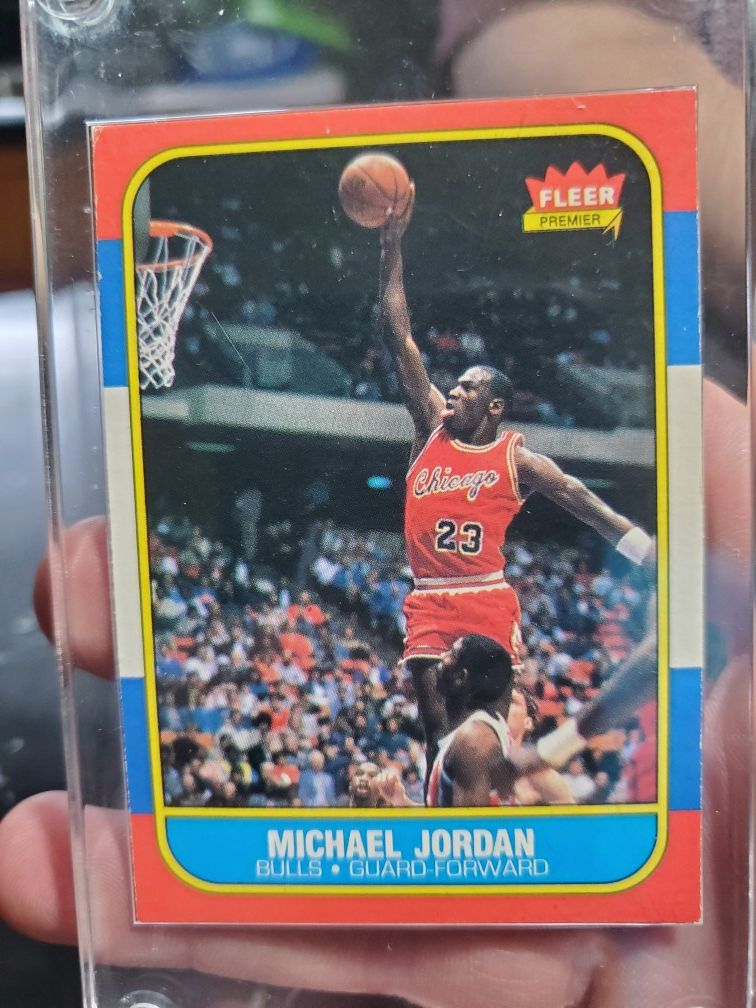 FLEER
PREMIER
Chicago
23
MICHAEL JORDAN
BULLS • GUARD-FORWARD